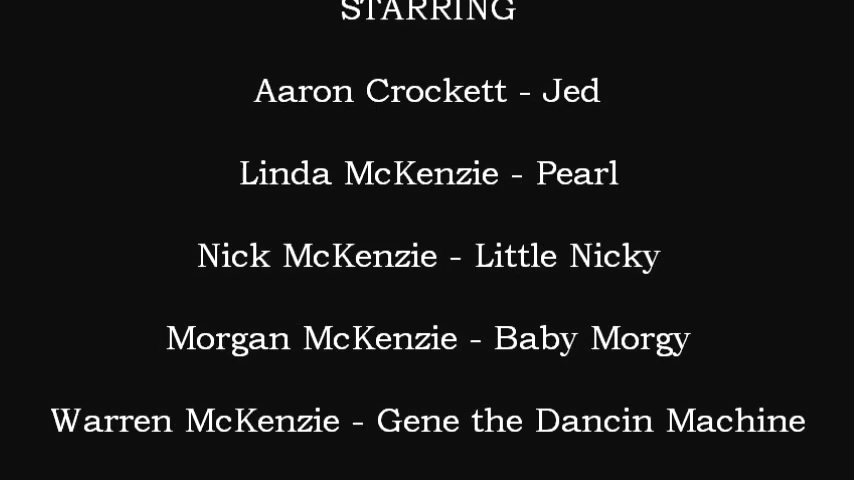 STARRING
Aaron Crockett - Jed
Linda McKenzie - Pearl
Nick McKenzie - Little Nicky
Morgan McKenzie - Baby Morgy
Warren McKenzie - Gene the Dancin Machine